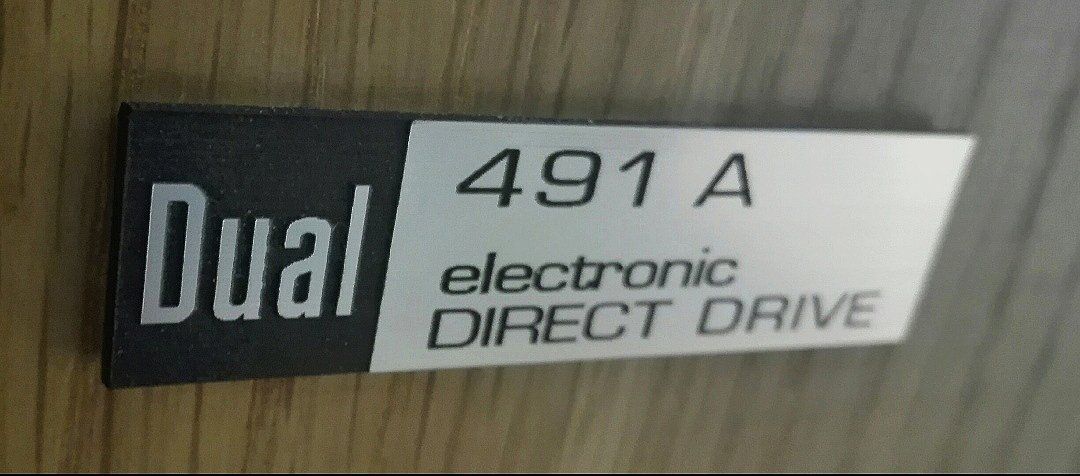 Dual
491 A
electronic
DIRECT DRIVE